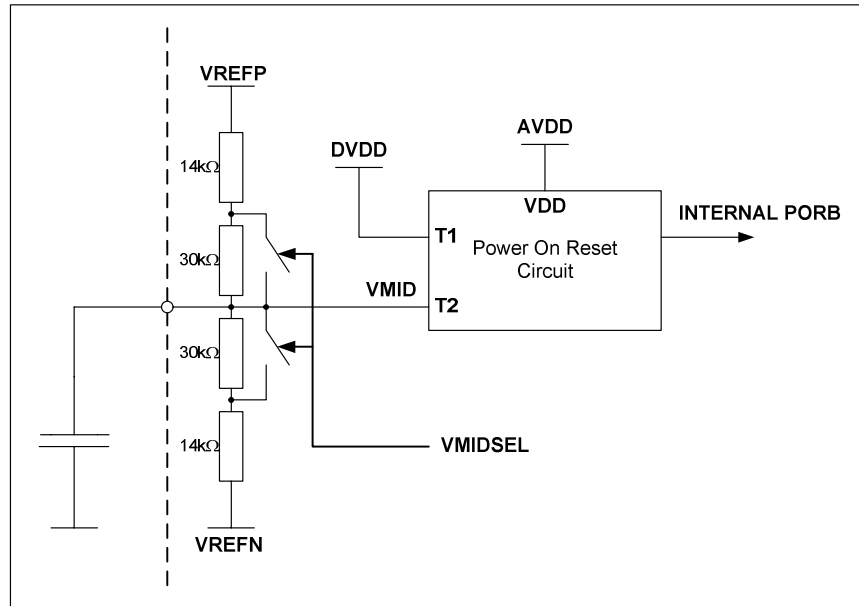 VREFP
14kΩ
30kΩ
30kΩ
14kΩ
VREFN
VMID
VMIDSEL
DVDD
AVDD
VDD
T1
Power On Reset
Circuit
T2
INTERNAL PORB